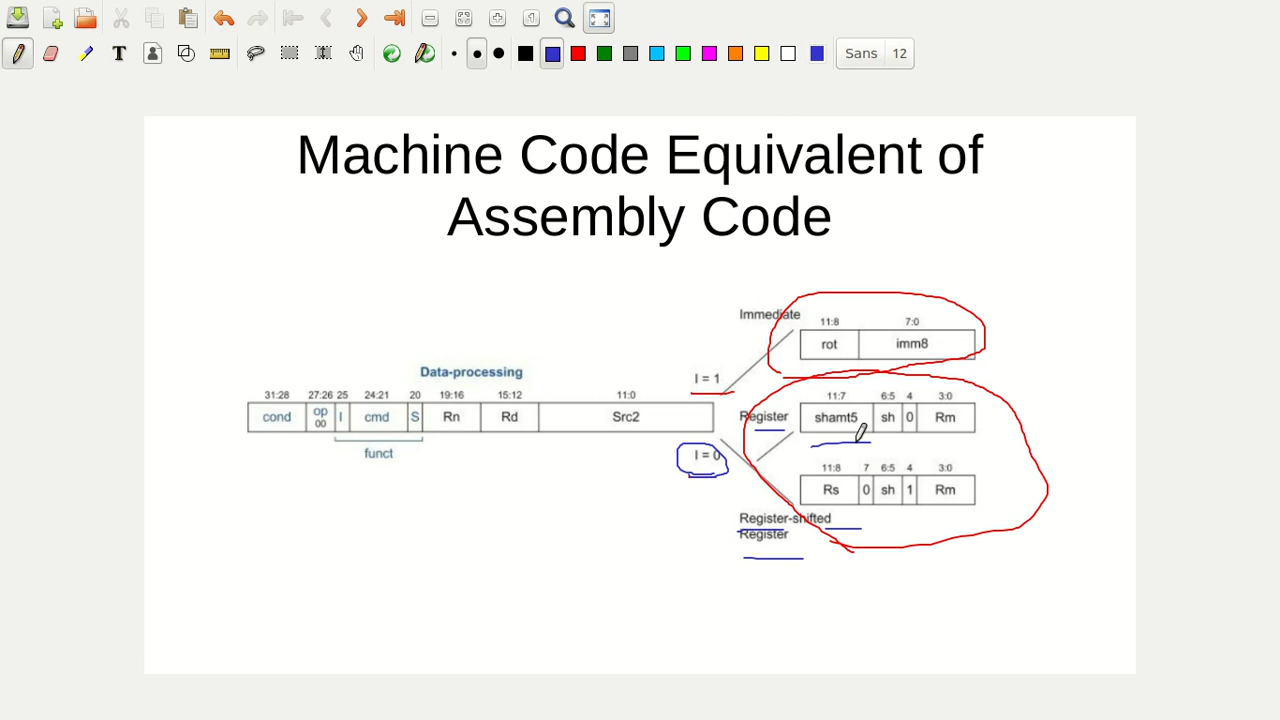 T
Sans 12
Machine Code Equivalent of
Assembly Code
Immediate
11:8 7:0
rot imm8
Data-processing
I = 1
31:28 27:26 25 24:21 20 19:16 15:12 11:0
cond op 00 I cmd S Rn Rd Src2
funct
Register
11:7 6:5 4 3:0
shamt5 sh 0 Rm
I = 0
11:8 7 6:5 4 3:0
Rs 0 sh 1 Rm
Register-shifted
Register